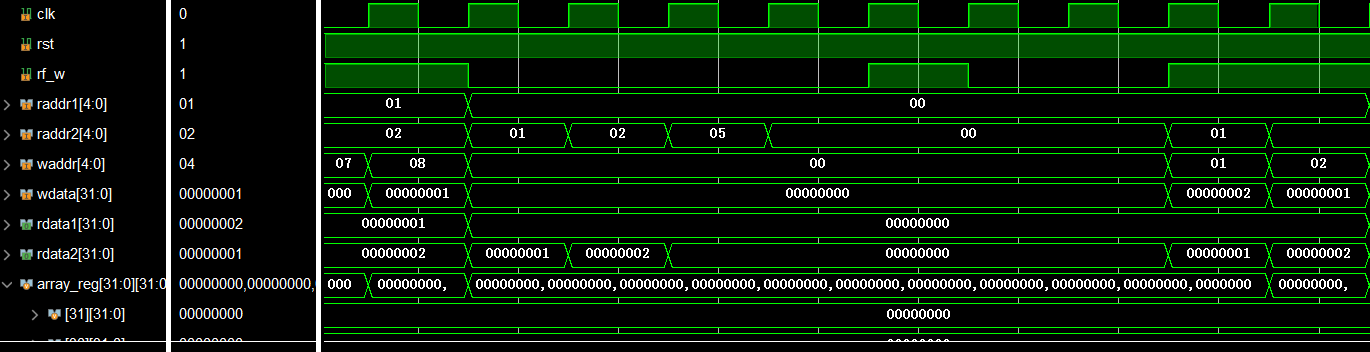 clk 0
rst 1
rf_w 1
raddr1[4:0] 01 01 00
raddr2[4:0] 02 02 01 02 05 00 01
waddr[4:0] 04 07 08 00 01 02
wdata[31:0] 00000001 000 00000001 00000000 00000002 00000001
rdata1[31:0] 00000002 00000001 00000000
rdata2[31:0] 00000001 00000002 00000001 00000002 00000000 00000001 00000002
array_reg[31:0][31:0 00000000,00000000, 000 00000000, 00000000,00000000,00000000,00000000,00000000,00000000,00000000,00000000,00000000,00000000,0000 00000000,
[31][31:0] 00000000 00000000